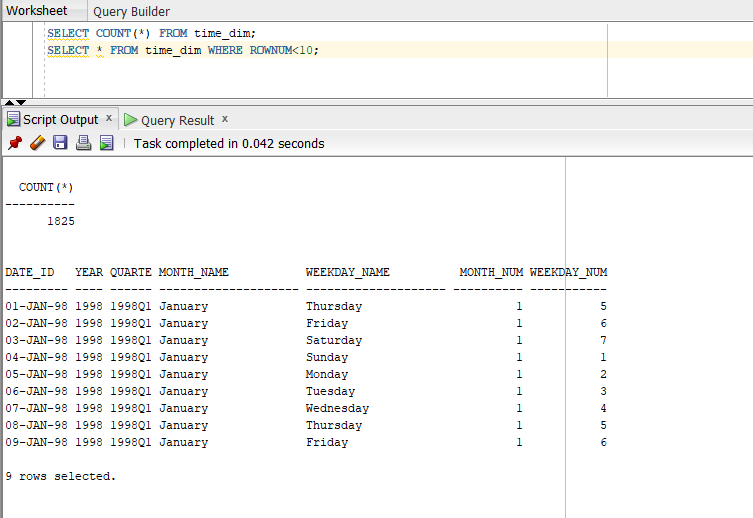 Worksheet Query Builder
SELECT COUNT(*) FROM time_dim;
SELECT * FROM time_dim WHERE ROWNUM<10;
Script Output x Query Result x
Task completed in 0.042 seconds
COUNT(*)
----------
1825
DATE_ID YEAR QUARTE MONTH_NAME WEEKDAY_NAME MONTH_NUM WEEKDAY_NUM
--------- ---- ------ -------------------- -------------------- ---------- -----------
01-JAN-98 1998 1998Q1 January Thursday 1 5
02-JAN-98 1998 1998Q1 January Friday 1 6
03-JAN-98 1998 1998Q1 January Saturday 1 7
04-JAN-98 1998 1998Q1 January Sunday 1 1
05-JAN-98 1998 1998Q1 January Monday 1 2
06-JAN-98 1998 1998Q1 January Tuesday 1 3
07-JAN-98 1998 1998Q1 January Wednesday 1 4
08-JAN-98 1998 1998Q1 January Thursday 1 5
09-JAN-98 1998 1998Q1 January Friday 1 6
9 rows selected.